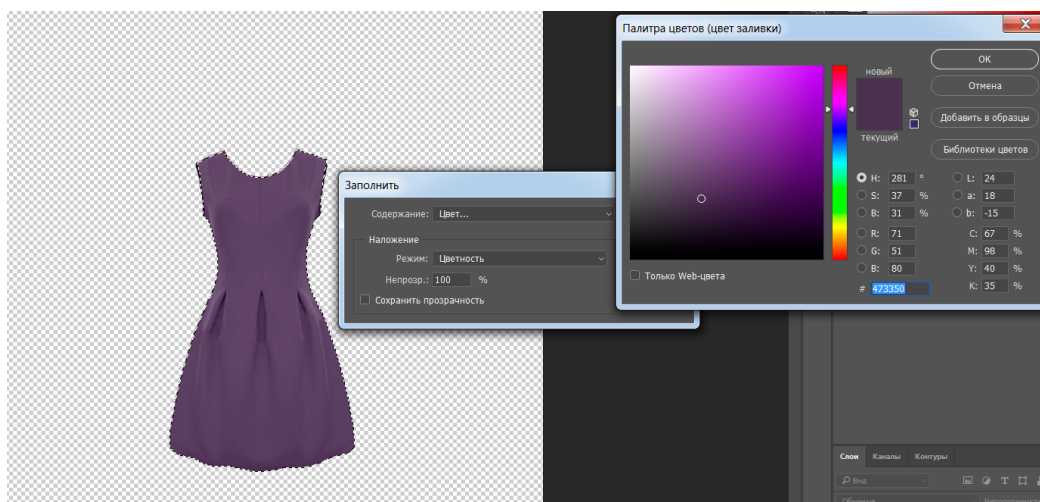 Палитра цветов (цвет заливки)
новый
текущий
ОК
Отмена
Добавить в образцы
Библиотеки цветов
H: 281 °
S: 37 %
B: 31 %
R: 71
G: 51
B: 80
# 473350
L: 24
a: 18
b: -15
C: 67 %
M: 98 %
Y: 40 %
K: 35 %
Только Web-цвета
Заполнить
Содержание: Цвет...
Наложение
Режим: Цветность
Непрозр.: 100 %
Сохранить прозрачность
Слои Каналы Контуры
Вид